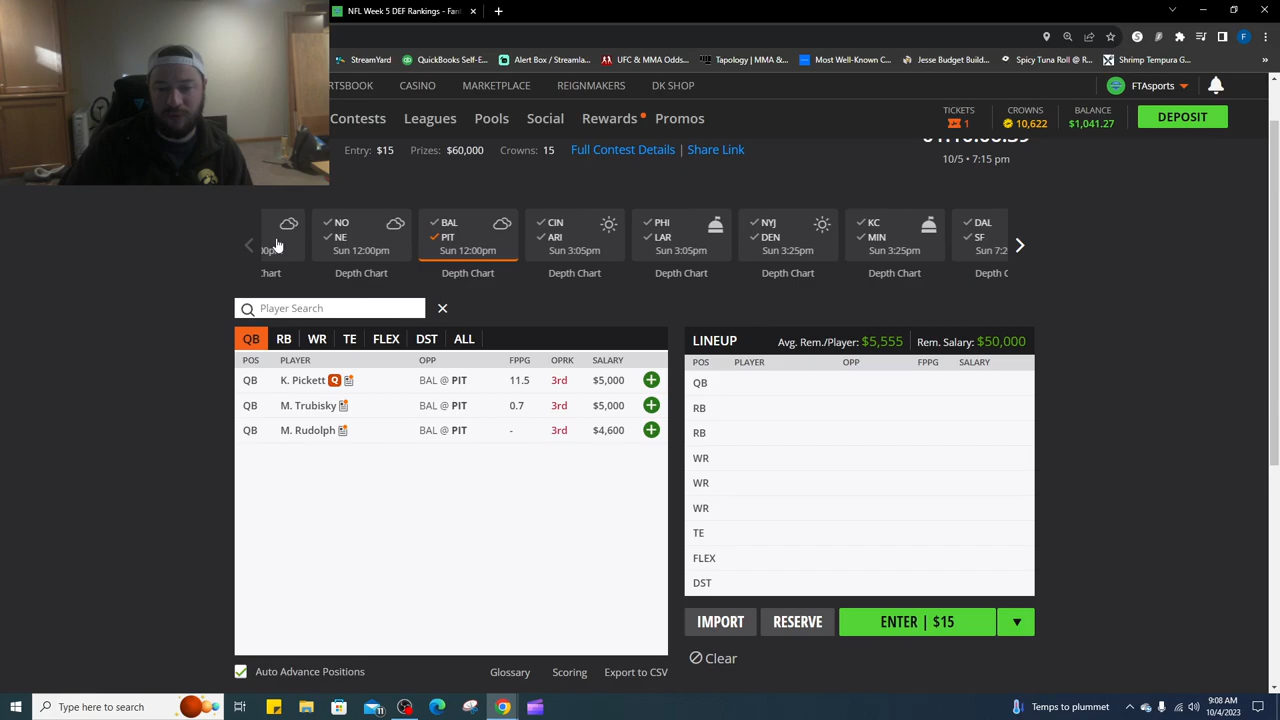 NFL Week 5 DEF Rankings - Fant
StreamYard
QuickBooks Self-E...
Alert Box / Streamla...
UFC & MMA Odds...
Tapology | MMA &...
Most Well-Known C...
Jesse Budget Build...
Spicy Tuna Roll @ R...
Shrimp Tempura G...
RTSBOOK
CASINO
MARKETPLACE
REIGNMAKERS
DK SHOP
FTAsports
Contests
Leagues
Pools
Social
Rewards
Promos
TICKETS
1
CROWNS
10,622
BALANCE
$1,041.27
DEPOSIT
Entry: $15
Prizes: $60,000
Crowns: 15
Full Contest Details | Share Link
10/5 • 7:15 pm
NO
NE
Sun 12:00pm
Depth Chart
BAL
PIT
Sun 12:00pm
Depth Chart
CIN
ARI
Sun 3:05pm
Depth Chart
PHI
LAR
Sun 3:05pm
Depth Chart
NYJ
DEN
Sun 3:25pm
Depth Chart
KC
MIN
Sun 3:25pm
Depth Chart
DAL
SF
Sun 7:2
Depth C
Player Search
QB RB WR TE FLEX DST ALL
POS PLAYER OPP FPPG OPRK SALARY
QB K. Pickett Q BAL @ PIT 11.5 3rd $5,000
QB M. Trubisky BAL @ PIT 0.7 3rd $5,000
QB M. Rudolph BAL @ PIT - 3rd $4,600
LINEUP Avg. Rem./Player: $5,555 Rem. Salary: $50,000
POS PLAYER OPP FPPG SALARY
QB
RB
RB
WR
WR
WR
TE
FLEX
DST
IMPORT
RESERVE
ENTER | $15
Clear
Auto Advance Positions
Glossary
Scoring
Export to CSV
Type here to search
11
Temps to plummet
9:08 AM
10/4/2023